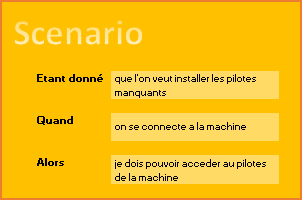 Scenario
Etant donné que l'on veut installer les pilotes
manquants
Quand on se connecte a la machine
Alors je dois pouvoir acceder au pilotes
de la machine